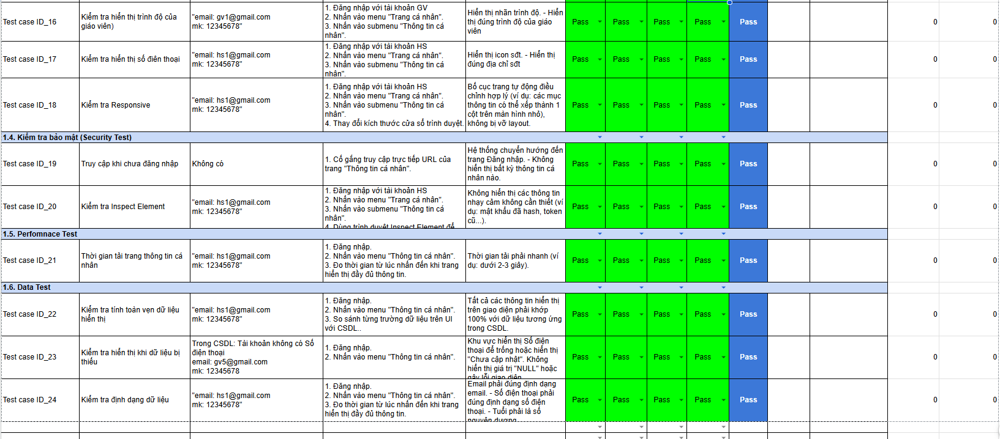 Test case ID_16
Kiểm tra hiển thị trình độ của
giáo viên)
"email: gv1@gmail.com
mk: 12345678"
1. Đăng nhập với tài khoản GV
2. Nhấn vào menu "Trang cá nhân".
3. Nhấn vào submenu "Thông tin cá
nhân".
Hiển thị nhãn trình độ. - Hiển
thị đúng trình độ của giáo
viên
Pass Pass Pass Pass Pass 0 0
Test case ID_17
Kiểm tra hiển thị số điên thoại
"email: hs1@gmail.com
mk: 12345678"
1. Đăng nhập với tài khoản HS
2. Nhấn vào menu "Trang cá nhân".
3. Nhấn vào submenu "Thông tin cá
nhân".
Hiển thị icon sđt. - Hiển thị
đúng địa chỉ sđt
Pass Pass Pass Pass Pass 0 0
Test case ID_18
Kiểm tra Responsive
"email: hs1@gmail.com
mk: 12345678"
1. Đăng nhập với tài khoản HS
2. Nhấn vào menu "Trang cá nhân".
3. Nhấn vào submenu "Thông tin cá
nhân".
4. Thay đổi kích thước cửa sổ trình duyệt.
Bố cục trang tự động điều
chỉnh hợp lý (ví dụ: các mục
thông tin có thể xếp thành 1
cột trên màn hình nhỏ),
không bị vỡ layout.
Pass Pass Pass Pass Pass
1.4. Kiểm tra bảo mật (Security Test)
Test case ID_19
Truy cập khi chưa đăng nhập
Không có
1. Cố gắng truy cập trực tiếp URL của
trang "Thông tin cá nhân".
Hệ thống chuyển hướng đến
trang Đăng nhập. - Không
hiển thị bất kỳ thông tin cá
nhân nào.
Pass Pass Pass Pass Pass 0 0
Test case ID_20
Kiểm tra Inspect Element
"email: hs1@gmail.com
mk: 12345678"
1. Đăng nhập với tài khoản HS
2. Nhấn vào menu "Trang cá nhân".
3. Nhấn vào submenu "Thông tin cá
nhân".
4. Dùng trình duyệt Inspect Element để
Không hiển thị các thông tin
nhạy cảm không cần thiết (ví
dụ: mật khẩu đã hash, token
cũ...).
Pass Pass Pass Pass Pass 0 0
1.5. Perfomnace Test
Test case ID_21
Thời gian tải trang thông tin cá
nhân
"email: hs1@gmail.com
mk: 12345678"
1. Đăng nhập.
2. Nhấn vào menu "Thông tin cá nhân".
3. Đo thời gian từ lúc nhấn đến khi trang
hiển thị đầy đủ thông tin.
Thời gian tải phải nhanh (ví
dụ: dưới 2-3 giây).
Pass Pass Pass Pass Pass 0 0
1.6. Data Test
Test case ID_22
Kiểm tra tính toàn vẹn dữ liệu
hiển thị
"email: hs1@gmail.com
mk: 12345678"
1. Đăng nhập.
2. Nhấn vào menu "Thông tin cá nhân".
3. So sánh từng trường dữ liệu trên UI
với CSDL..
Tất cả các thông tin hiển thị
trên giao diện phải khớp
100% với dữ liệu tương ứng
trong CSDL.
Pass Pass Pass Pass Pass 0 0
Test case ID_23
Kiểm tra hiển thị khi dữ liệu bị
thiếu
Trong CSDL: Tài khoản không có Số
điện thoại
email: gv5@gmail.com
mk: 12345678
1. Đăng nhập.
2. Nhấn vào menu "Thông tin cá nhân".
Khu vực hiển thị Số điện
thoại để trống hoặc hiển thị
"Chưa cập nhật". Không
hiển thị giá trị "NULL" hoặc
gây lỗi giao diện
Pass Pass Pass Pass Pass 0 0
Test case ID_24
Kiểm tra định dạng dữ liệu
"email: hs1@gmail.com
mk: 12345678"
1. Đăng nhập.
2. Nhấn vào menu "Thông tin cá nhân".
3. Đo thời gian từ lúc nhấn đến khi trang
hiển thị đầy đủ thông tin.
Email phải đúng định dạng
email. - Số điện thoại phải
đúng định dạng số điện
thoại. - Tuổi phải là số
nguyên dương
Pass Pass Pass Pass Pass 0 0